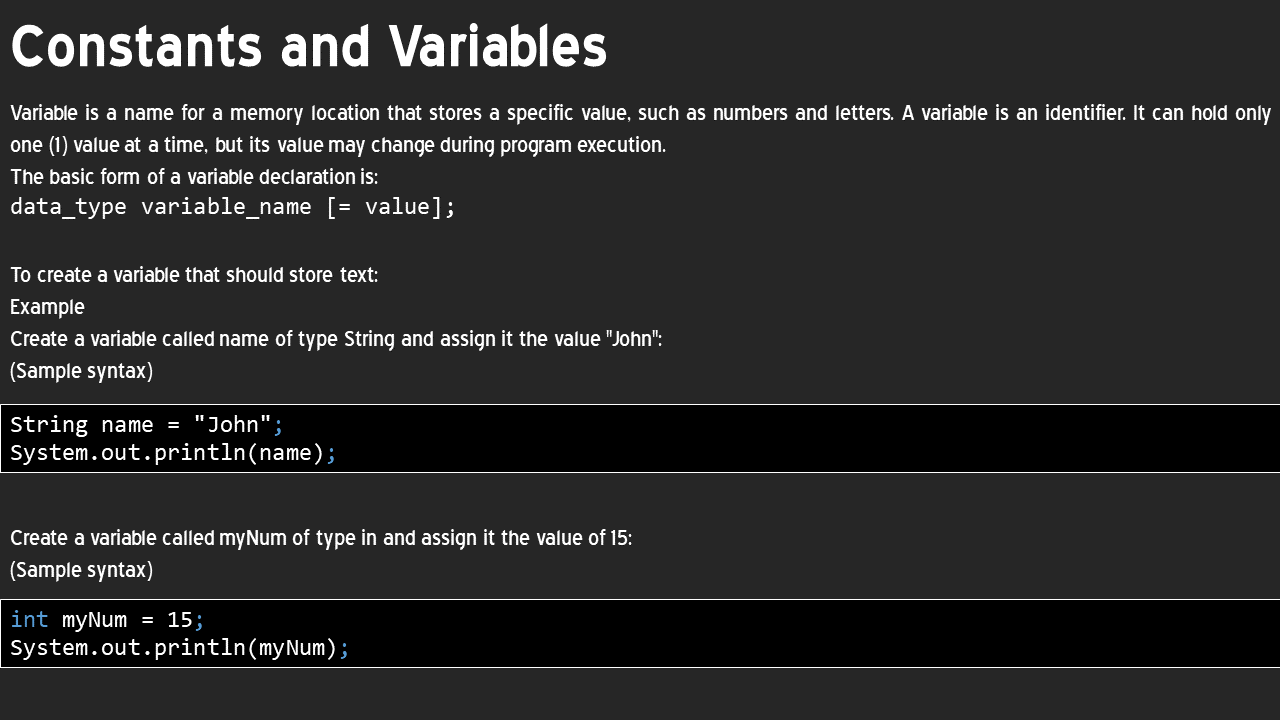 Constants and Variables
Variable is a name for a memory location that stores a specific value, such as numbers and letters. A variable is an identifier. It can hold only
one (1) value at a time, but its value may change during program execution.
The basic form of a variable declaration is:
data_type variable_name [= value];
To create a variable that should store text:
Example
Create a variable called name of type String and assign it the value "John":
(Sample syntax)
String name = "John";
System.out.println(name);
Create a variable called myNum of type in and assign it the value of 15:
(Sample syntax)
int myNum = 15;
System.out.println(myNum);